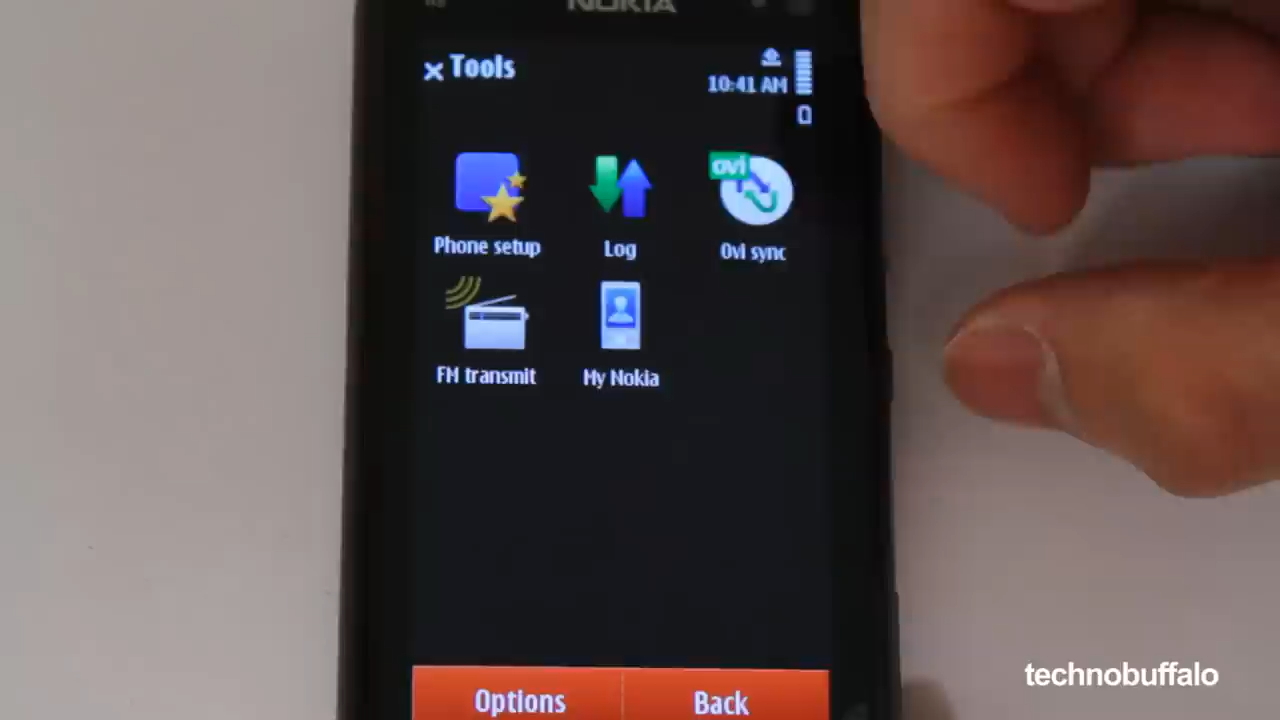 NOKIA
Tools
10:41 AM
ovi
Phone setup
Log
Ovi sync
FM transmit
My Nokia
Options
Back
technobuffalo